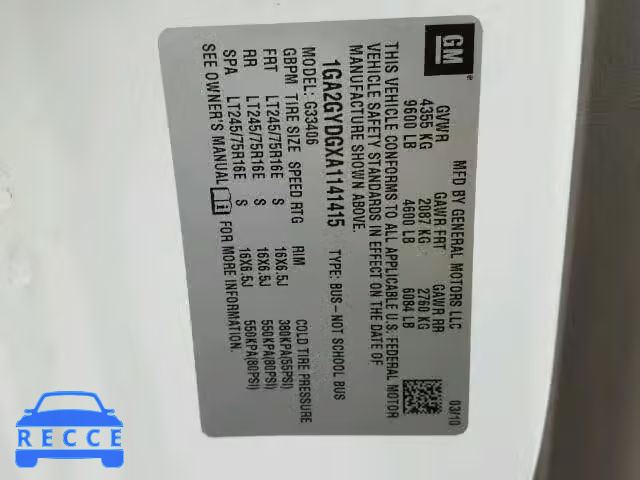 GM
MFD BY GENERAL MOTORS LLC
03/10
GVWR GAWR FRT GAWR RR
4355 KG 2087 KG 2760 KG
9600 LB 4600 LB 6084 LB
THIS VEHICLE CONFORMS TO ALL APPLICABLE U.S. FEDERAL MOTOR
VEHICLE SAFETY STANDARDS IN EFFECT ON THE DATE OF
MANUFACTURE SHOWN ABOVE.
1GA2GYDGXA1141415 TYPE: BUS – NOT SCHOOL BUS
MODEL: G33406
GBPM TIRE SIZE SPEED RTG RIM COLD TIRE PRESSURE
FRT LT245/75R16E S 16X6.5J 380KPA(55PSI)
RR LT245/75R16E S 16X6.5J 550KPA(80PSI)
SPA LT245/75R16E S 16X6.5J 550KPA(80PSI)
SEE OWNER'S MANUAL FOR MORE INFORMATION.
RECCE